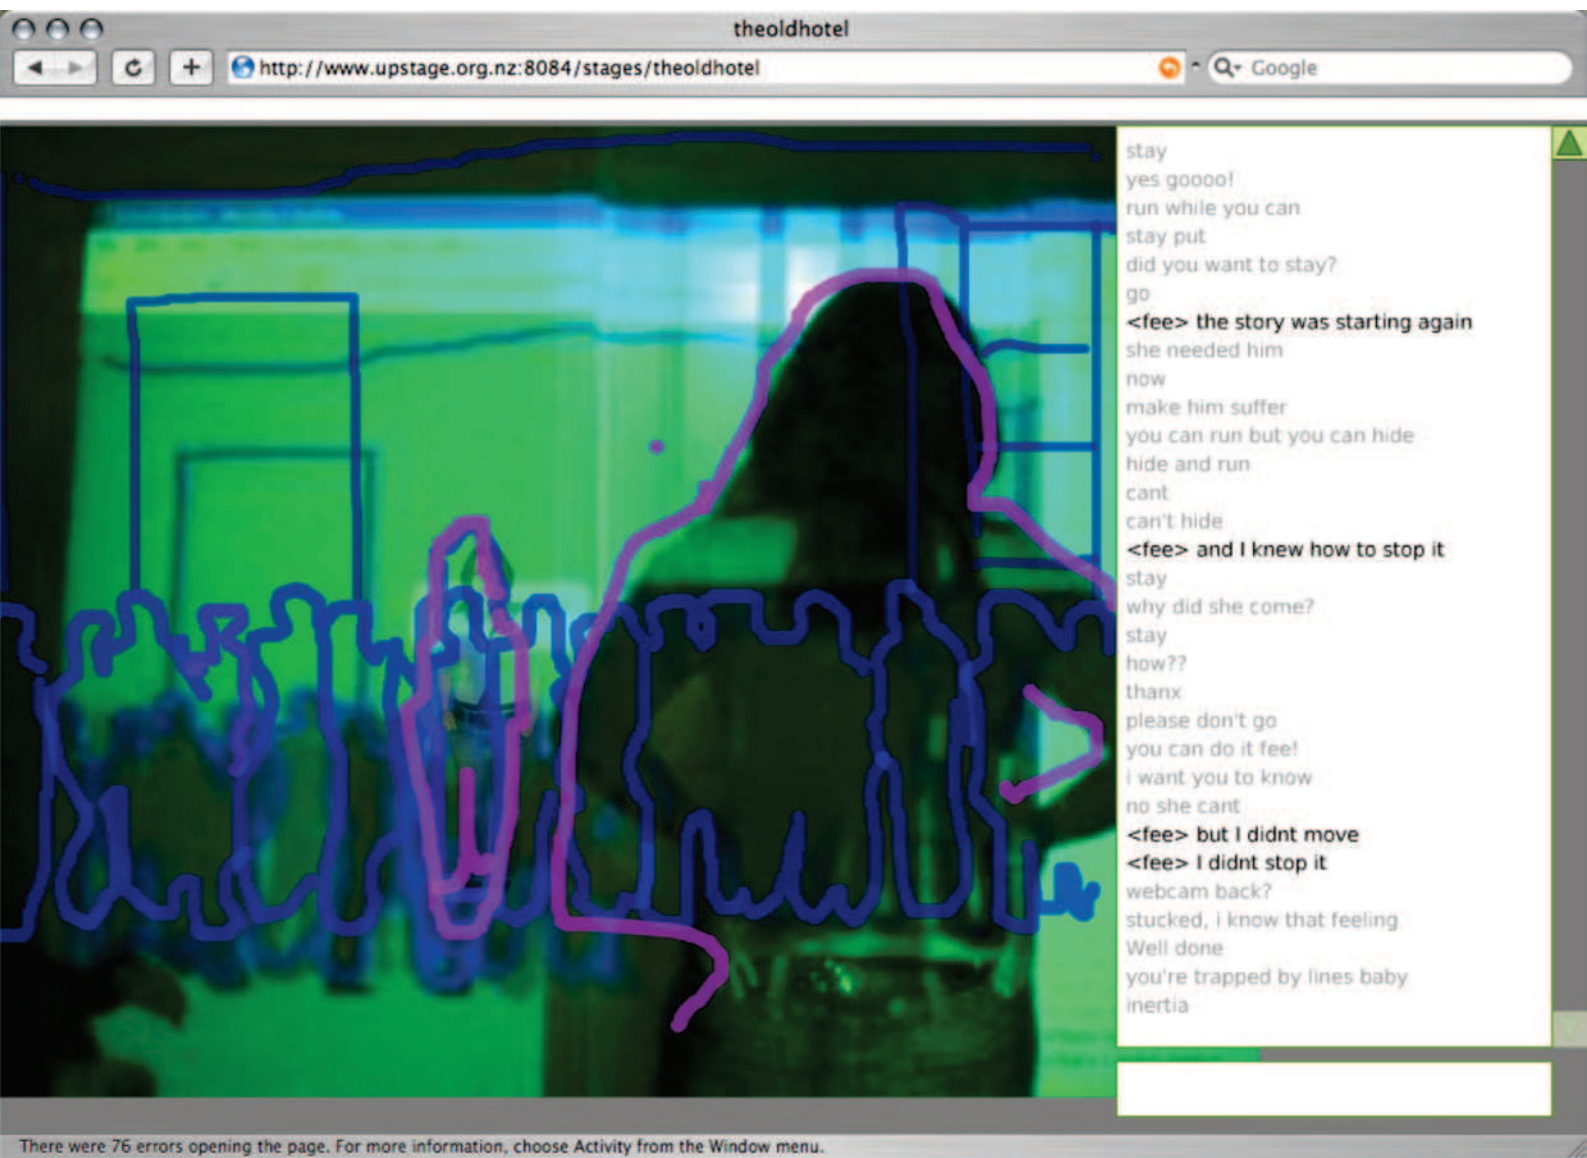 theoldhotel
http://www.upstage.org.nz:8084/stages/theoldhotel
Google
stay
yes goooo!
run while you can
stay put
did you want to stay?
go
<fee> the story was starting again
she needed him
now
make him suffer
you can run but you can hide
hide and run
cant
can't hide
<fee> and I knew how to stop it
stay
why did she come?
stay
how??
thanx
please don't go
you can do it fee!
i want you to know
no she cant
<fee> but I didnt move
<fee> I didnt stop it
webcam back?
stucked, i know that feeling
Well done
you're trapped by lines baby
inertia
There were 76 errors opening the page. For more information, choose Activity from the Window menu.